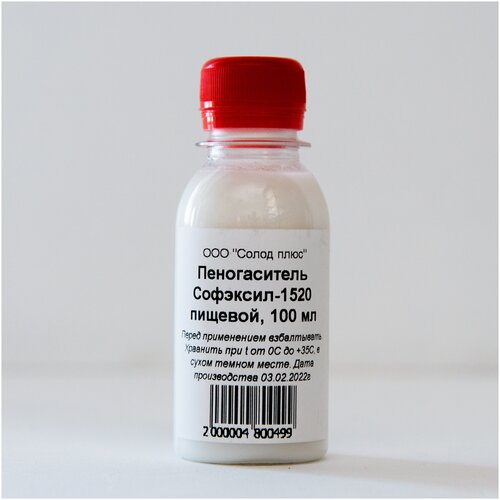 ООО "Солод плюс"
Пеногаситель
Софэксил-1520
пищевой, 100 мл
Перед применением взбалтывать.
Хранить при t от 0С до +35С, в
сухом темном месте. Дата
производства 03.02.2022г
2 000004 800499